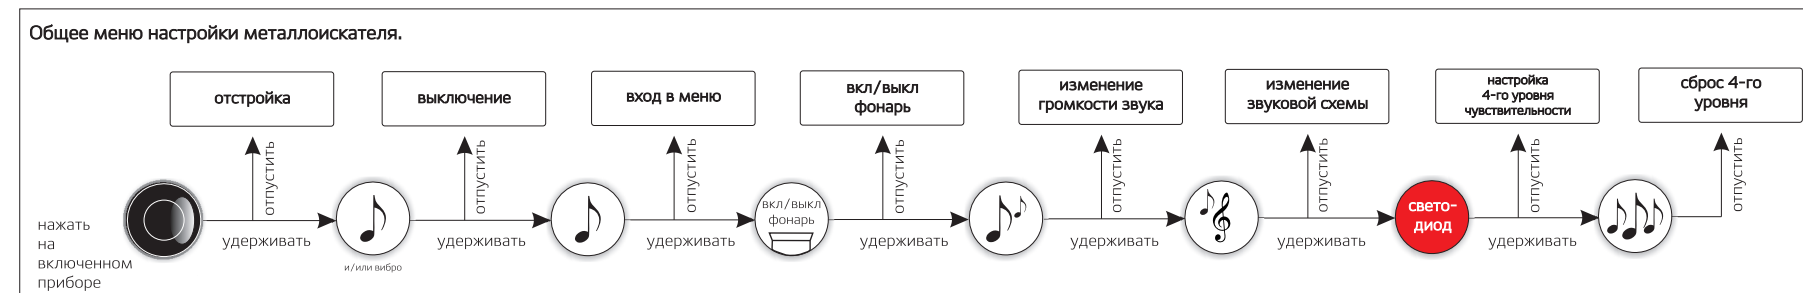 Общее меню настройки металлоискателя.
отстройка
выключение
вход в меню
вкл/выкл
фонарь
изменение
громкости звука
изменение
звуковой схемы
настройка
4-го уровня
чувствительности
сброс 4-го
уровня
отпустить
отпустить
отпустить
отпустить
отпустить
отпустить
отпустить
отпустить
нажать
на
включенном
приборе
удерживать
и/или вибро
удерживать
удерживать
вкл/выкл
фонарь
удерживать
удерживать
удерживать
свето-
диод
удерживать